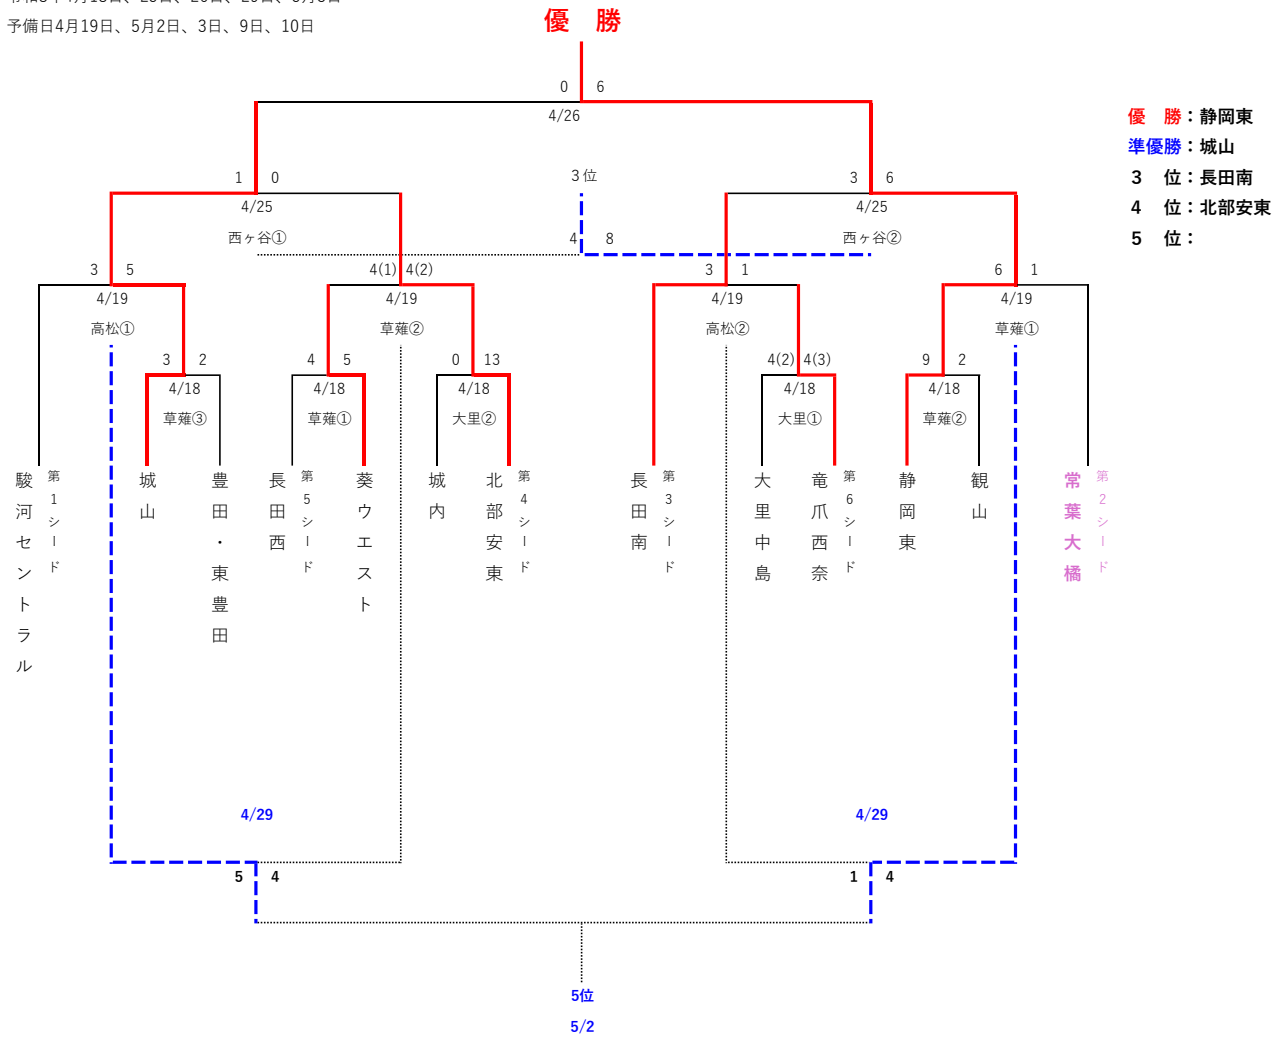 予備日4月19日、5月2日、3日、9日、10日
優　勝
0 6
4/26
優　勝：静岡東
準優勝：城山
3　位：長田南
4　位：北部安東
5　位：
1 0
4/25
西ヶ谷①
3位
4 8
3 6
4/25
西ヶ谷②
3 5
4/19
高松①
4(1) 4(2)
4/19
草薙②
3 1
4/19
高松②
6 1
4/19
草薙①
3 2
4/18
草薙③
4 5
4/18
草薙①
0 13
4/18
大里②
4(2) 4(3)
4/18
大里①
9 2
4/18
草薙②
駿河セントラル
第1シード
城山
豊田・東豊田
長田西
第5シード
葵ウエスト
城内
北部安東
第4シード
長田南
第3シード
大里中島
竜爪西奈
第6シード
静岡東
観山
常葉大橘
第2シード
4/29
4/29
5 4
1 4
5位
5/2